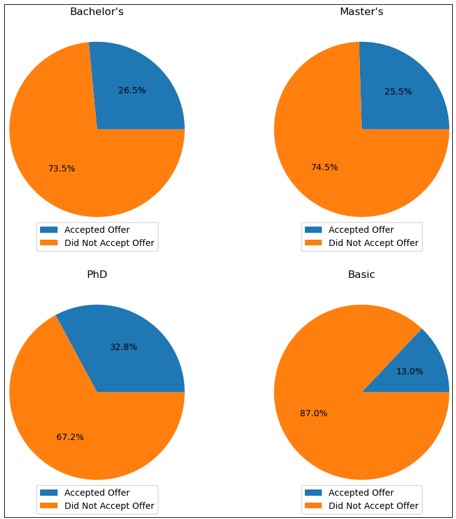 Bachelor's
26.5%
73.5%
Accepted Offer
Did Not Accept Offer
Master's
25.5%
74.5%
Accepted Offer
Did Not Accept Offer
PhD
32.8%
67.2%
Accepted Offer
Did Not Accept Offer
Basic
13.0%
87.0%
Accepted Offer
Did Not Accept Offer